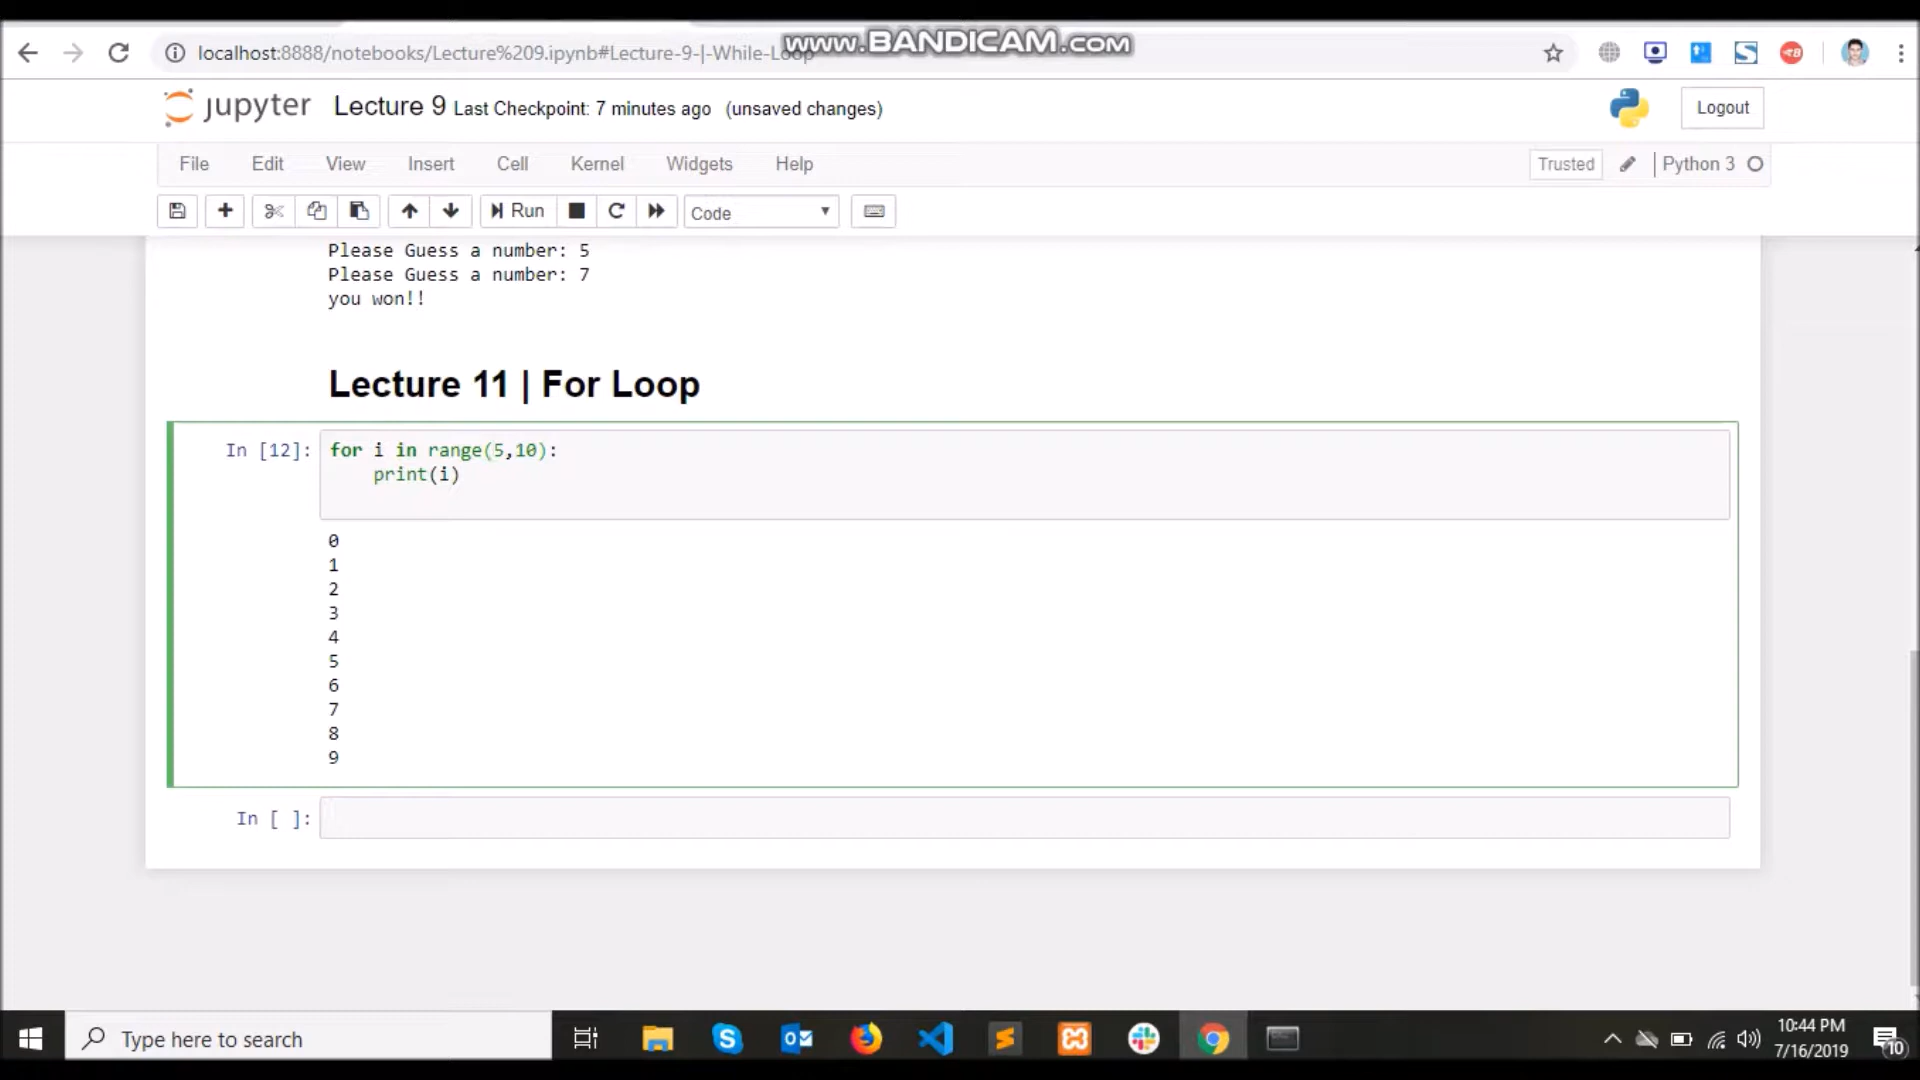 www.BANDICAM.com
localhost:8888/notebooks/Lecture%209.ipynb#Lecture-9-|-While-Loop
jupyter Lecture 9 Last Checkpoint: 7 minutes ago (unsaved changes)
Logout
File Edit View Insert Cell Kernel Widgets Help
Trusted Python 3
Run Code
Please Guess a number: 5
Please Guess a number: 7
you won!!
Lecture 11 | For Loop
In [12]: for i in range(5,10):
print(i)
0
1
2
3
4
5
6
7
8
9
In [ ]:
Type here to search
10:44 PM
7/16/2019
10